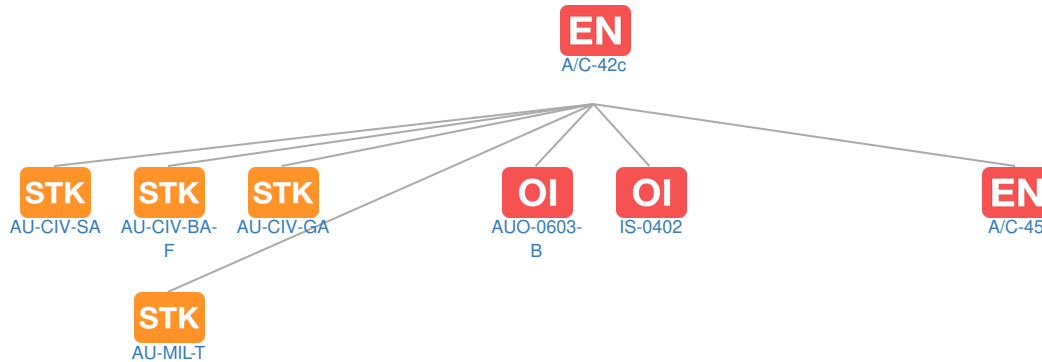 EN
A/C-42c
STK
STK
STK
OI
OI
EN
AU-CIV-SA
AU-CIV-BA-
F
AU-CIV-GA
AUO-0603-
B
IS-0402
A/C-45
STK
AU-MIL-T